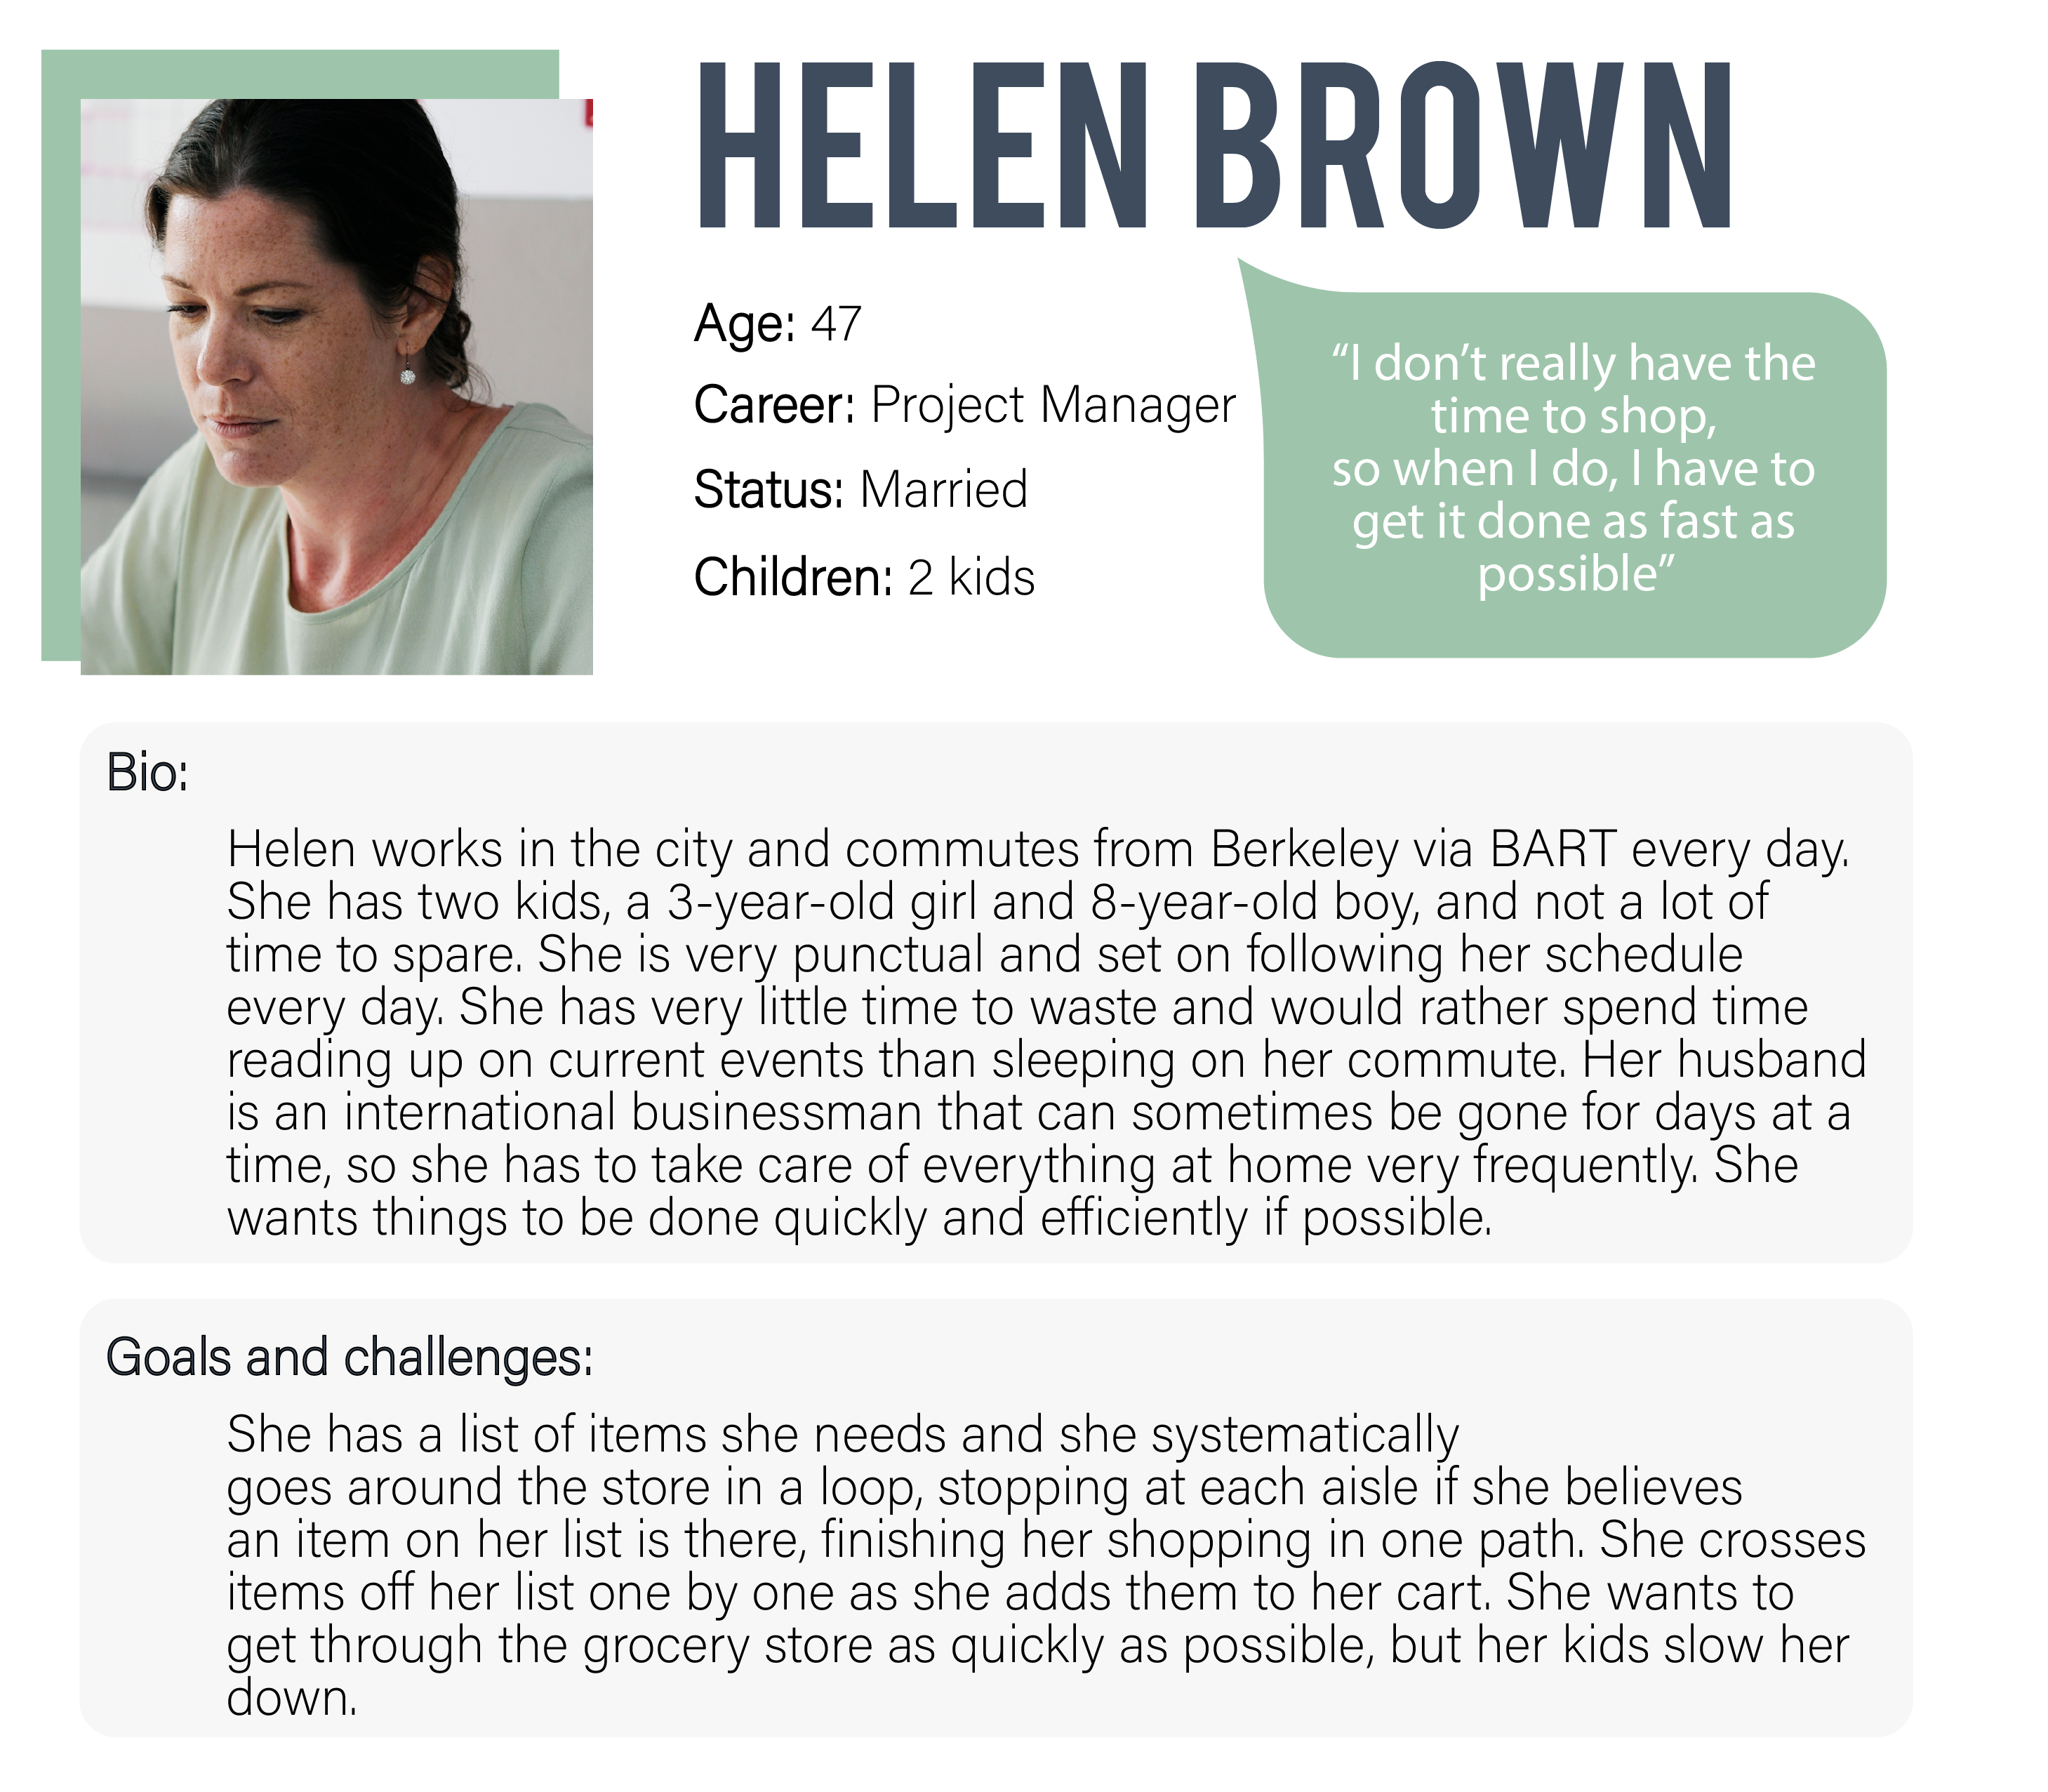 HELEN BROWN
Age: 47
Career: Project Manager
Status: Married
Children: 2 kids
“I don’t really have the
time to shop,
so when I do, I have to
get it done as fast as
possible”
Bio:
Helen works in the city and commutes from Berkeley via BART every day.
She has two kids, a 3-year-old girl and 8-year-old boy, and not a lot of
time to spare. She is very punctual and set on following her schedule
every day. She has very little time to waste and would rather spend time
reading up on current events than sleeping on her commute. Her husband
is an international businessman that can sometimes be gone for days at a
time, so she has to take care of everything at home very frequently. She
wants things to be done quickly and efficiently if possible.
Goals and challenges:
She has a list of items she needs and she systematically
goes around the store in a loop, stopping at each aisle if she believes
an item on her list is there, finishing her shopping in one path. She crosses
items off her list one by one as she adds them to her cart. She wants to
get through the grocery store as quickly as possible, but her kids slow her
down.